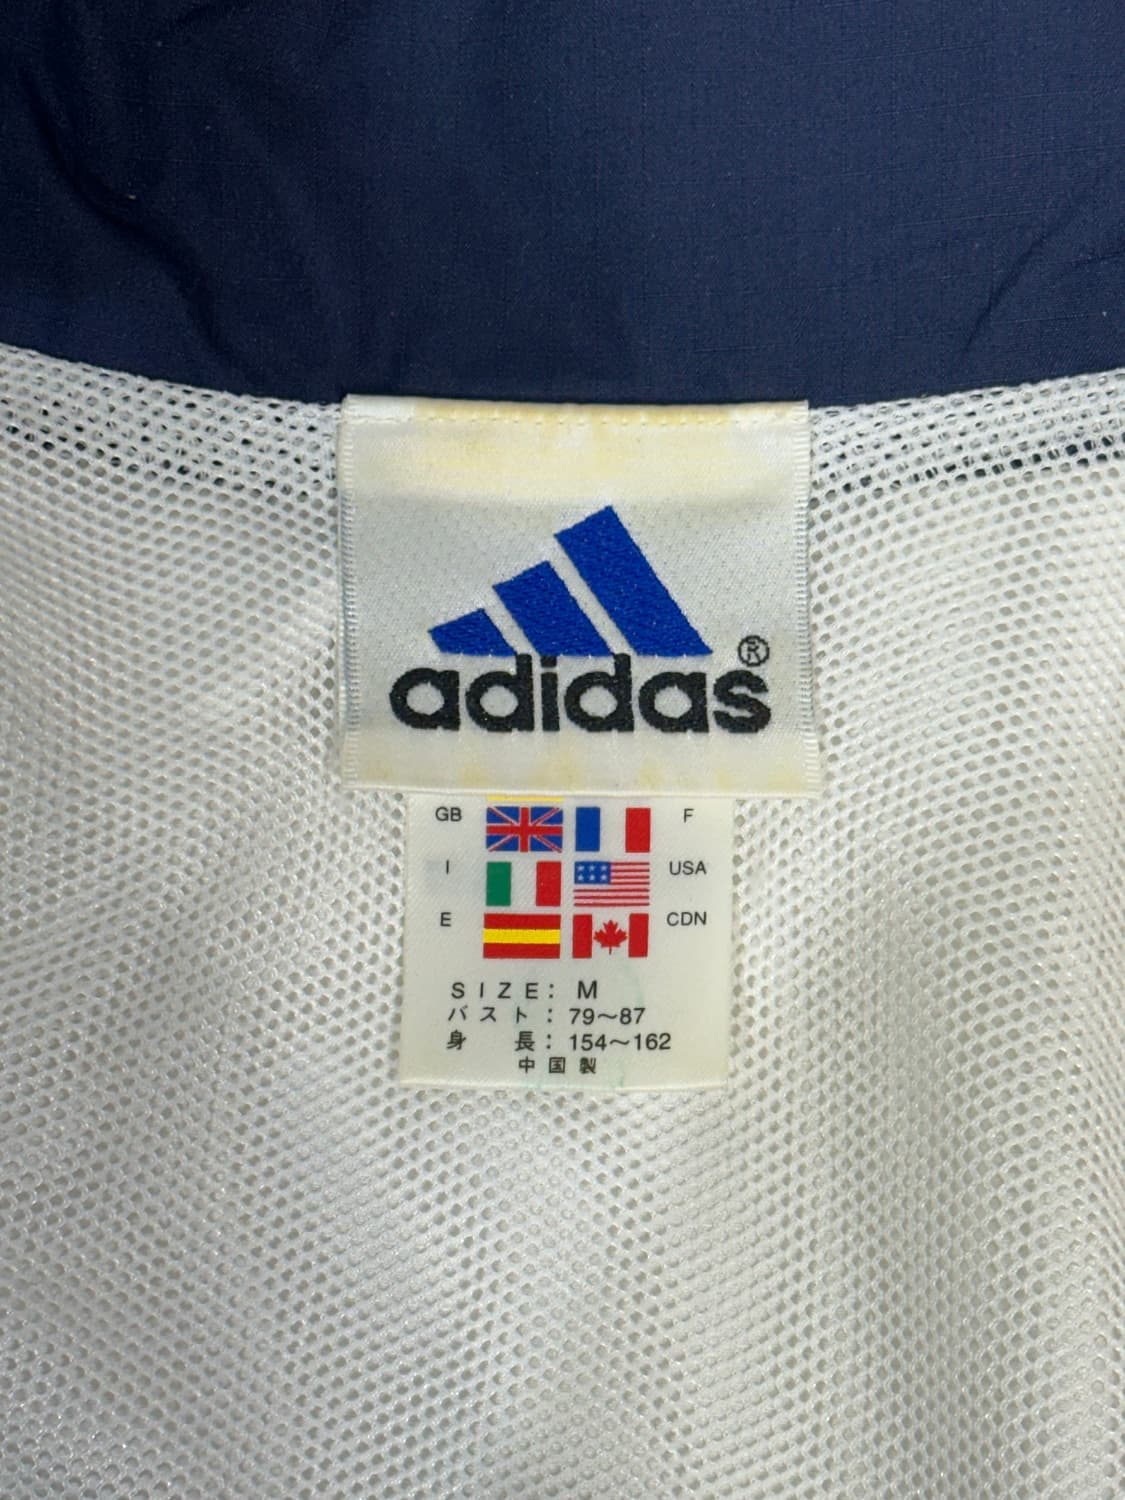 adidas®
GB F
I USA
E CDN
SIZE: M
バスト: 79～87
身長: 154～162
中国製